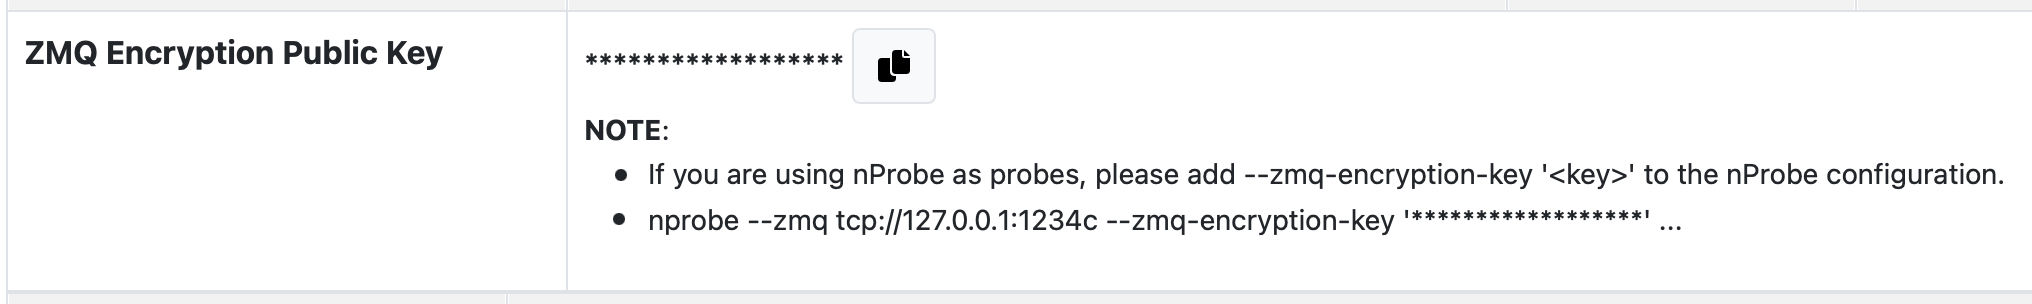 ZMQ Encryption Public Key
******************
NOTE:
• If you are using nProbe as probes, please add --zmq-encryption-key '<key>' to the nProbe configuration.
• nprobe --zmq tcp://127.0.0.1:1234c --zmq-encryption-key '******************' ...